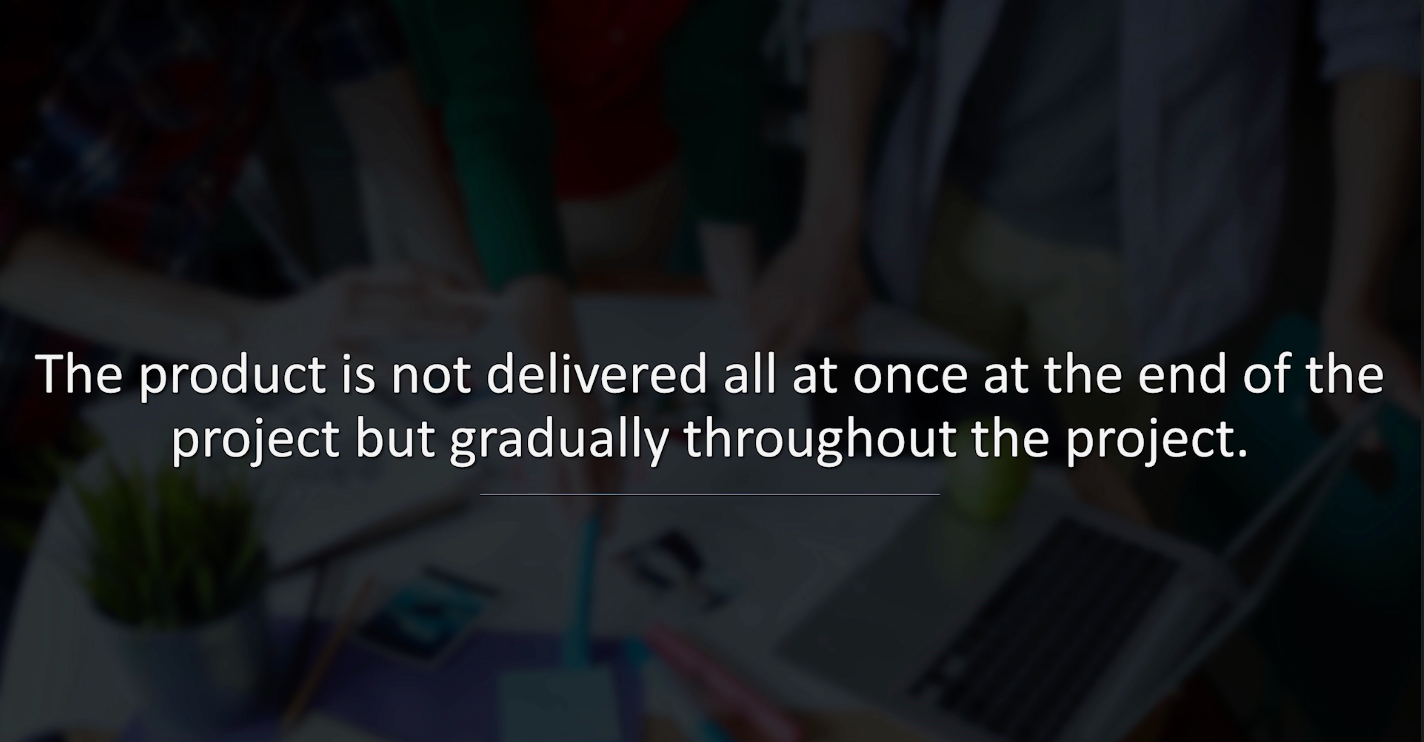 The product is not delivered all at once at the end of the
project but gradually throughout the project.